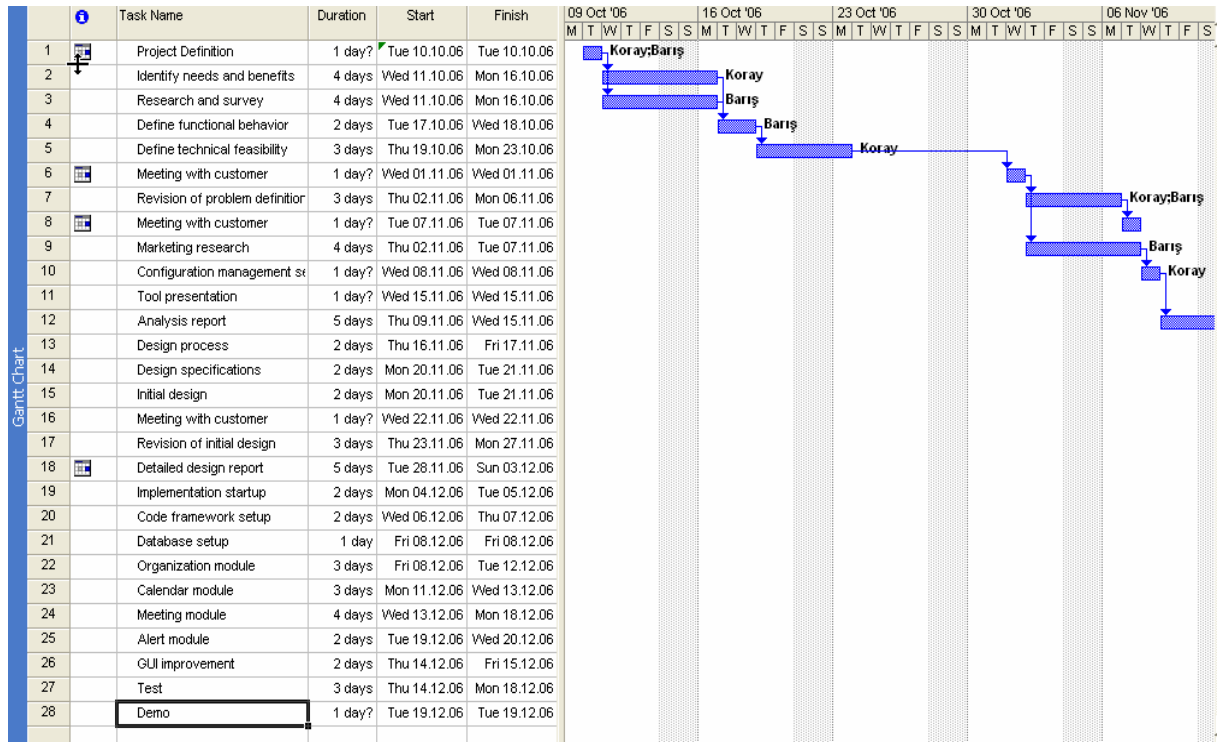 Task Name Duration Start Finish 09 Oct '06 16 Oct '06 23 Oct '06 30 Oct '06 06 Nov '06
M T W T F S S M T W T F S S M T W T F S S M T W T F S S M T W T F S
1 Project Definition 1 day? Tue 10.10.06 Tue 10.10.06 Koray;Barış
2 Identify needs and benefits 4 days Wed 11.10.06 Mon 16.10.06 Koray
3 Research and survey 4 days Wed 11.10.06 Mon 16.10.06 Barış
4 Define functional behavior 2 days Tue 17.10.06 Wed 18.10.06 Barış
5 Define technical feasibility 3 days Thu 19.10.06 Mon 23.10.06 Koray
6 Meeting with customer 1 day? Wed 01.11.06 Wed 01.11.06
7 Revision of problem definition 3 days Thu 02.11.06 Mon 06.11.06 Koray;Barış
8 Meeting with customer 1 day? Tue 07.11.06 Tue 07.11.06
9 Marketing research 4 days Thu 02.11.06 Tue 07.11.06 Barış
10 Configuration management se 1 day? Wed 08.11.06 Wed 08.11.06 Koray
11 Tool presentation 1 day? Wed 15.11.06 Wed 15.11.06
12 Analysis report 5 days Thu 09.11.06 Wed 15.11.06
13 Design process 2 days Thu 16.11.06 Fri 17.11.06
14 Design specifications 2 days Mon 20.11.06 Tue 21.11.06
15 Initial design 2 days Mon 20.11.06 Tue 21.11.06
16 Meeting with customer 1 day? Wed 22.11.06 Wed 22.11.06
17 Revision of initial design 3 days Thu 23.11.06 Mon 27.11.06
18 Detailed design report 5 days Tue 28.11.06 Sun 03.12.06
19 Implementation startup 2 days Mon 04.12.06 Tue 05.12.06
20 Code framework setup 2 days Wed 06.12.06 Thu 07.12.06
21 Database setup 1 day Fri 08.12.06 Fri 08.12.06
22 Organization module 3 days Fri 08.12.06 Tue 12.12.06
23 Calendar module 3 days Mon 11.12.06 Wed 13.12.06
24 Meeting module 4 days Wed 13.12.06 Mon 18.12.06
25 Alert module 2 days Tue 19.12.06 Wed 20.12.06
26 GUI improvement 2 days Thu 14.12.06 Fri 15.12.06
27 Test 3 days Thu 14.12.06 Mon 18.12.06
28 Demo 1 day? Tue 19.12.06 Tue 19.12.06
Gantt Chart